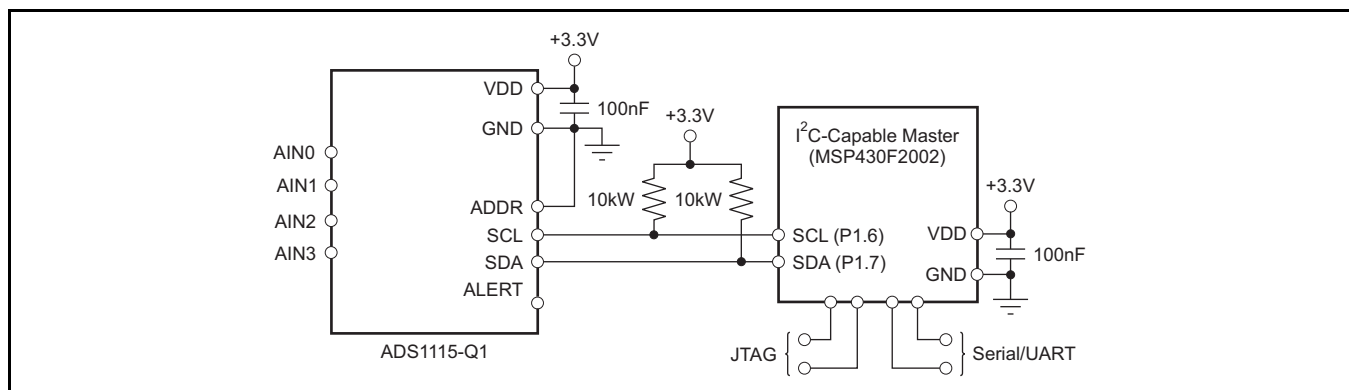 +3.3V
VDD
100nF
GND
AIN0
AIN1
AIN2
AIN3
ADDR
SCL
SDA
ALERT
ADS1115-Q1
+3.3V
10kW
10kW
I²C-Capable Master
(MSP430F2002)
SCL (P1.6)
SDA (P1.7)
+3.3V
VDD
100nF
GND
JTAG
Serial/UART